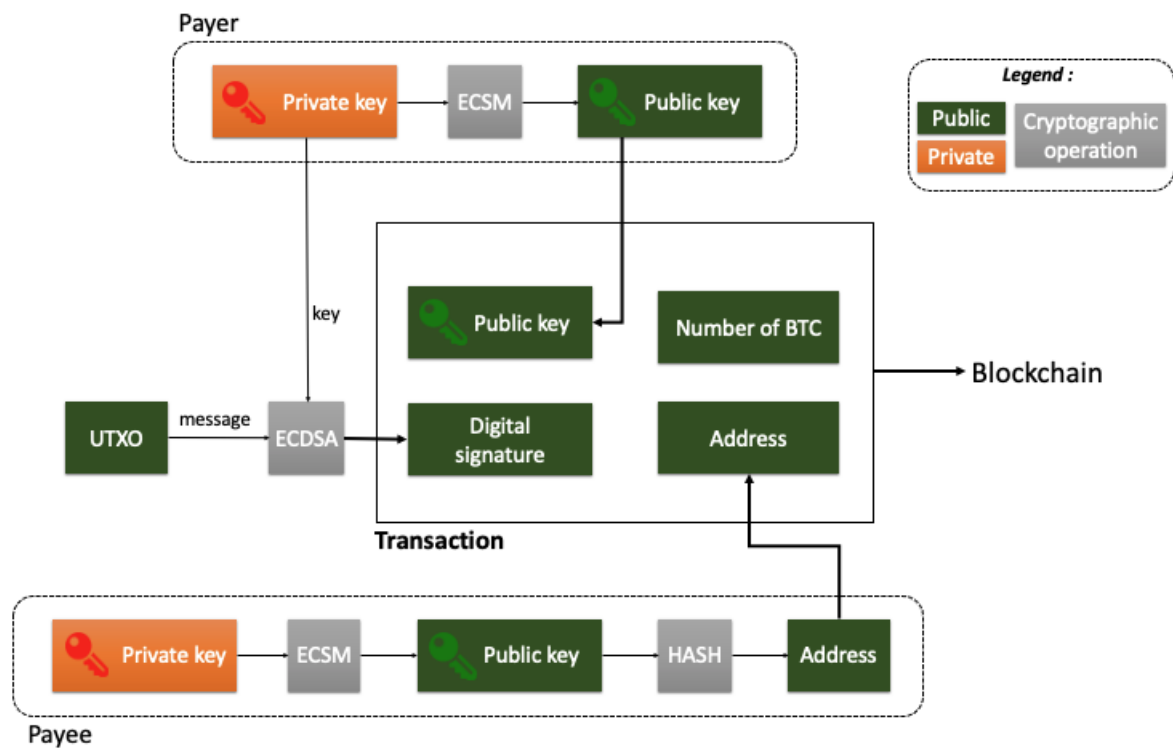 Payer
Private key
ECSM
Public key
Legend :
Public
Private
Cryptographic
operation
key
Public key
Number of BTC
Blockchain
UTXO
message
ECDSA
Digital
signature
Address
Transaction
Private key
ECSM
Public key
HASH
Address
Payee